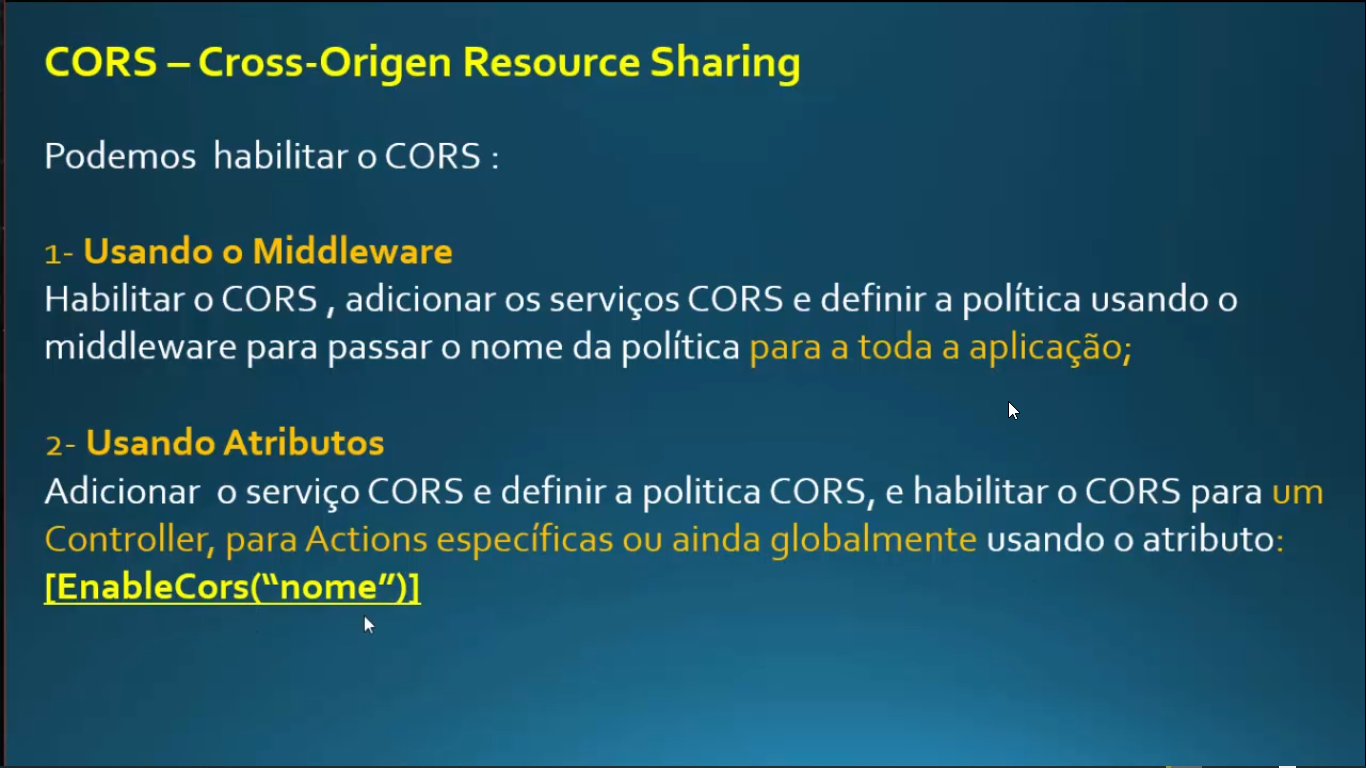 CORS – Cross-Origen Resource Sharing
Podemos habilitar o CORS :
1- Usando o Middleware
Habilitar o CORS , adicionar os serviços CORS e definir a política usando o
middleware para passar o nome da política para a toda a aplicação;
2- Usando Atributos
Adicionar o serviço CORS e definir a politica CORS, e habilitar o CORS para um
Controller, para Actions específicas ou ainda globalmente usando o atributo:
[EnableCors(“nome”)]